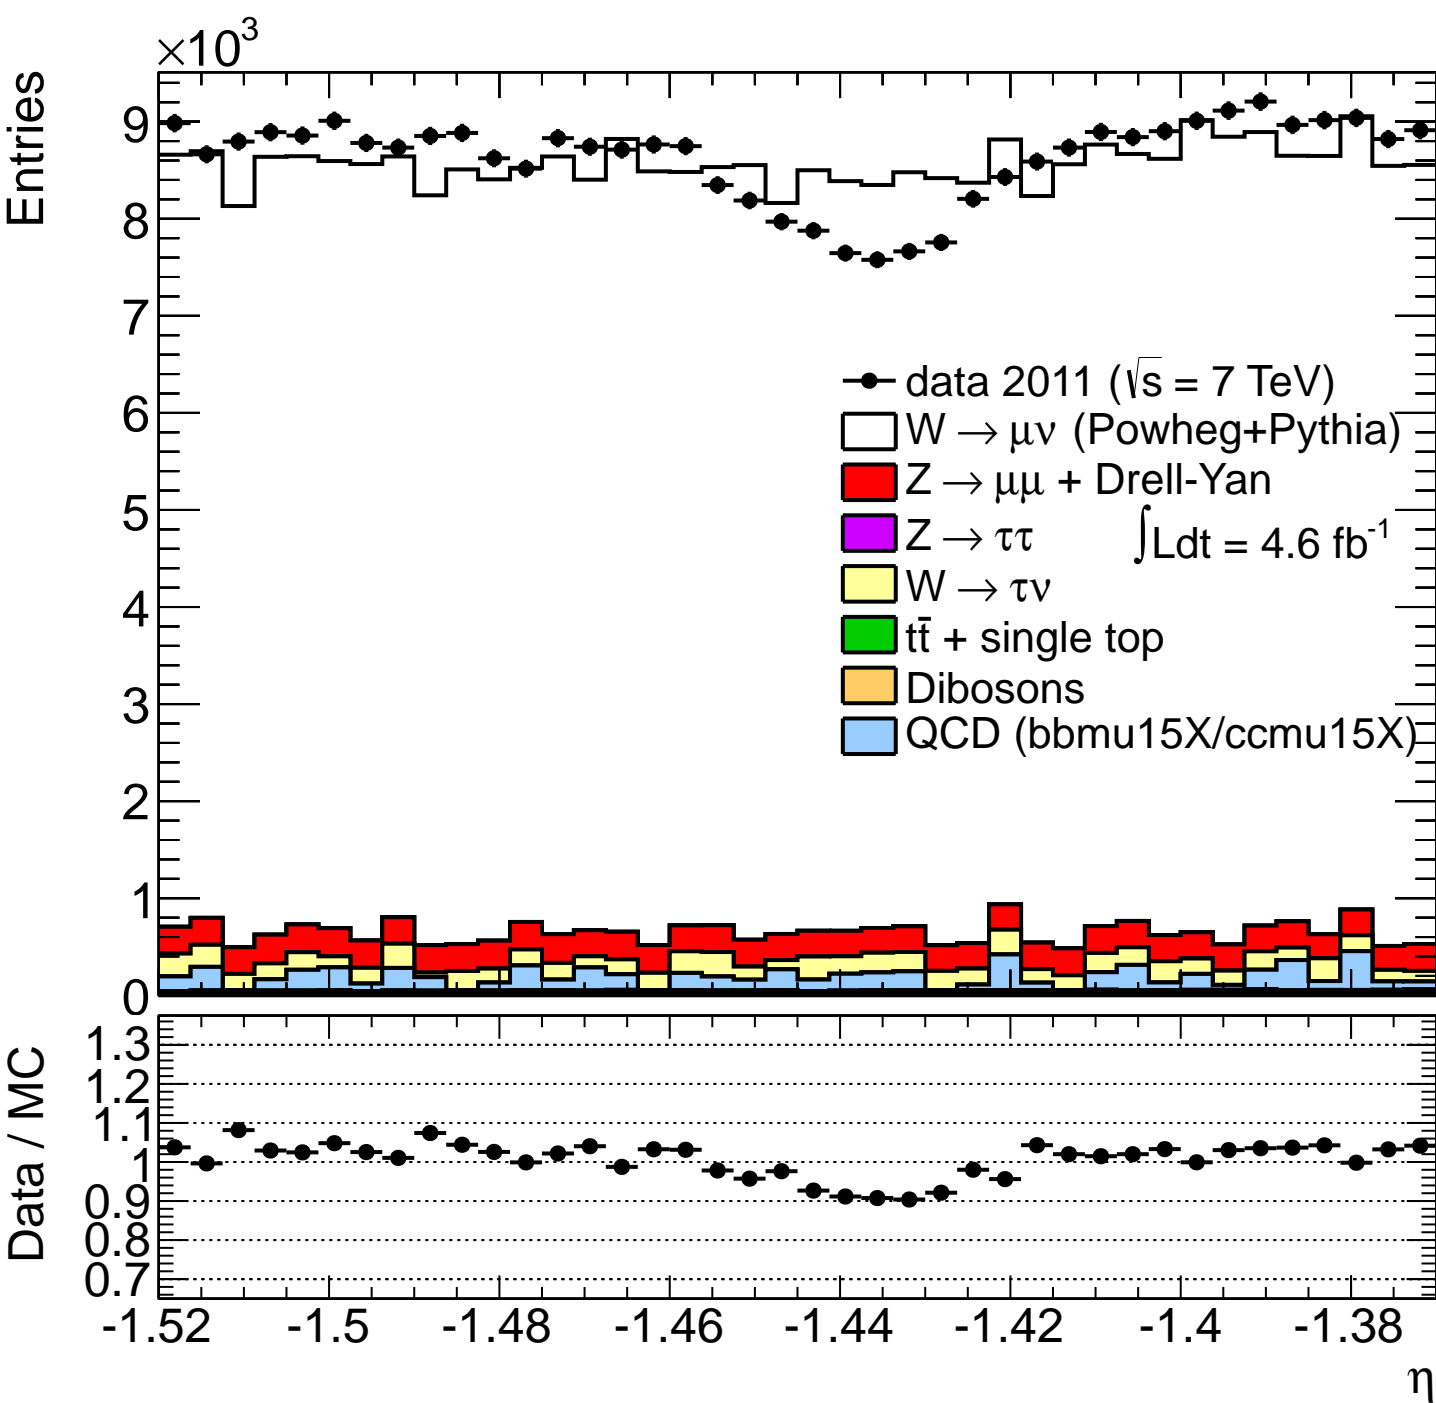 ×10³
Entries
9
8
7
6
5
4
3
2
1
0
data 2011 (√s = 7 TeV)
W → μν (Powheg+Pythia)
Z → μμ + Drell-Yan
Z → ττ
∫Ldt = 4.6 fb⁻¹
W → τν
tt̄ + single top
Dibosons
QCD (bbmu15X/ccmu15X)
Data / MC
1.3
1.2
1.1
1
0.9
0.8
0.7
-1.52 -1.5 -1.48 -1.46 -1.44 -1.42 -1.4 -1.38
η